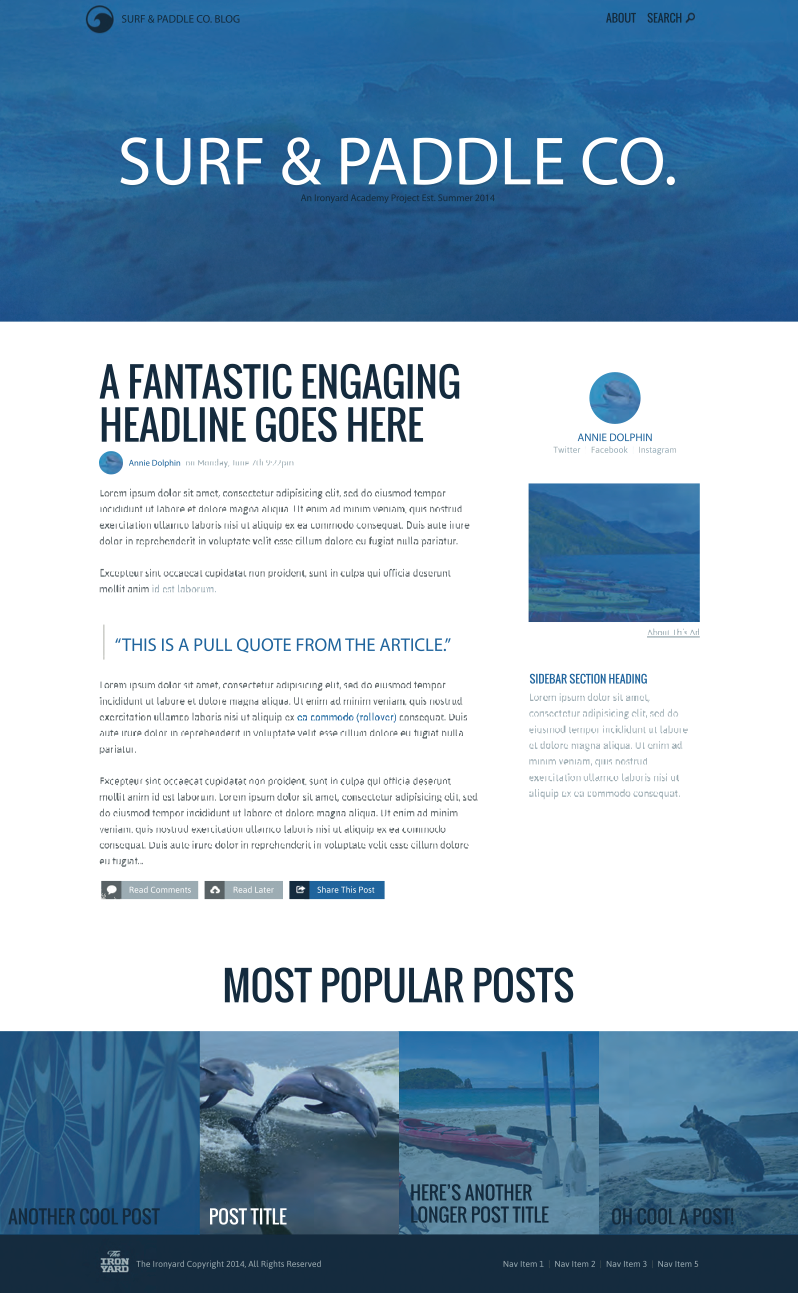 SURF & PADDLE CO. BLOG
ABOUT SEARCH
SURF & PADDLE CO.
An Ironyard Academy Project Est. Summer 2014
A FANTASTIC ENGAGING
HEADLINE GOES HERE
Annie Dolphin on Monday, June 7th 9:27pm
Lorem ipsum dolor sit amet, consectetur adipisicing elit, sed do eiusmod tempor
incididunt ut labore et dolore magna aliqua. Ut enim ad minim veniam, quis nostrud
exercitation ullamco laboris nisi ut aliquip ex ea commodo consequat. Duis aute irure
dolor in reprehenderit in voluptate velit esse cillum dolore eu fugiat nulla pariatur.
Excepteur sint occaecat cupidatat non proident, sunt in culpa qui officia deserunt
mollit anim id est laborum.
“THIS IS A PULL QUOTE FROM THE ARTICLE.”
Lorem ipsum dolor sit amet, consectetur adipisicing elit, sed do eiusmod tempor
incididunt ut labore et dolore magna aliqua. Ut enim ad minim veniam, quis nostrud
exercitation ullamco laboris nisi ut aliquip ex ea commodo (rollover) consequat. Duis
aute irure dolor in reprehenderit in voluptate velit esse cillum dolore eu fugiat nulla
pariatur.
Excepteur sint occaecat cupidatat non proident, sunt in culpa qui officia deserunt
mollit anim id est laborum. Lorem ipsum dolor sit amet, consectetur adipisicing elit, sed
do eiusmod tempor incididunt ut labore et dolore magna aliqua. Ut enim ad minim
veniam, quis nostrud exercitation ullamco laboris nisi ut aliquip ex ea commodo
consequat. Duis aute irure dolor in reprehenderit in voluptate velit esse cillum dolore
eu fugiat...
Read Comments Read Later Share This Post
ANNIE DOLPHIN
Twitter Facebook Instagram
About This Ad
SIDEBAR SECTION HEADING
Lorem ipsum dolor sit amet,
consectetur adipisicing elit, sed do
eiusmod tempor incididunt ut labore
et dolore magna aliqua. Ut enim ad
minim veniam, quis nostrud
exercitation ullamco laboris nisi ut
aliquip ex ea commodo consequat.
MOST POPULAR POSTS
ANOTHER COOL POST
POST TITLE
HERE'S ANOTHER
LONGER POST TITLE
OH COOL A POST!
The
IRON
YARD
The Ironyard Copyright 2014, All Rights Reserved
Nav Item 1 | Nav Item 2 | Nav Item 3 | Nav Item 5